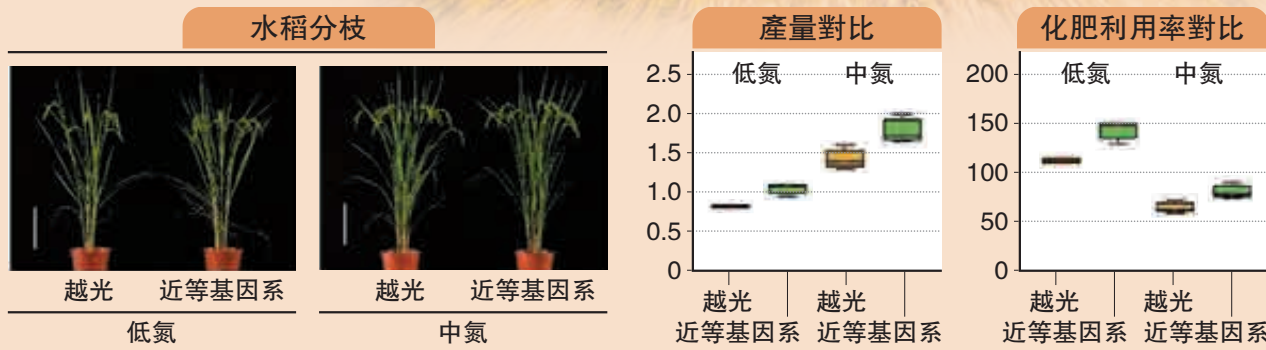 水稻分枝
越光 近等基因系
低氮
越光 近等基因系
中氮
產量對比
低氮 中氮
2.5
2.0
1.5
1.0
0.5
0
越光 越光
近等基因系 近等基因系
化肥利用率對比
低氮 中氮
200
150
100
50
0
越光 越光
近等基因系 近等基因系